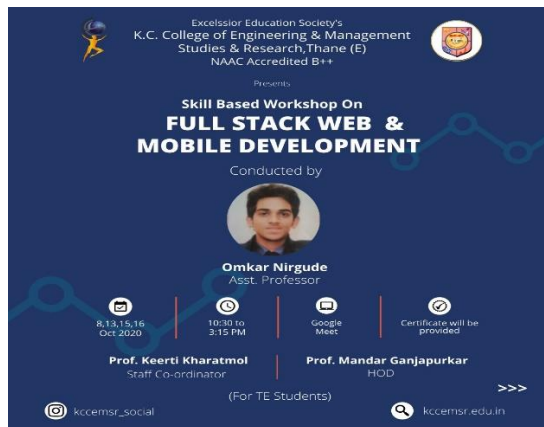 Excelssior Education Society's
K.C. College of Engineering & Management
Studies & Research,Thane (E)
NAAC Accredited B++
Presents
Skill Based Workshop On
FULL STACK WEB &
MOBILE DEVELOPMENT
Conducted by
Omkar Nirgude
Asst. Professor
8,13,15,16
Oct 2020
10:30 to
3:15 PM
Google
Meet
Certificate will be
provided
Prof. Keerti Kharatmol
Staff Co-ordinator
Prof. Mandar Ganjapurkar
HOD
>>>
(For TE Students)
kccemsr_social
kccemsr.edu.in